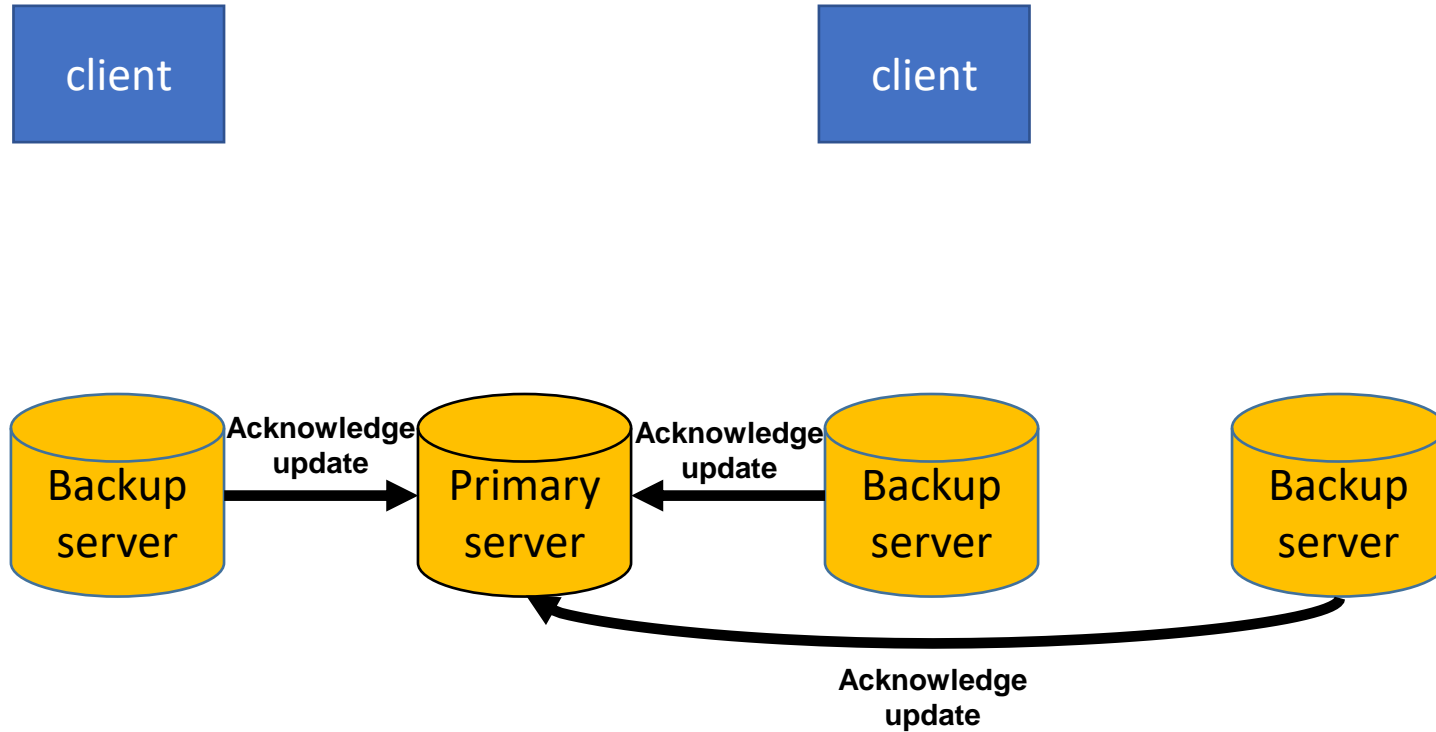 client
client
Backup
server
Acknowledge
update
Primary
server
Acknowledge
update
Backup
server
Backup
server
Acknowledge
update